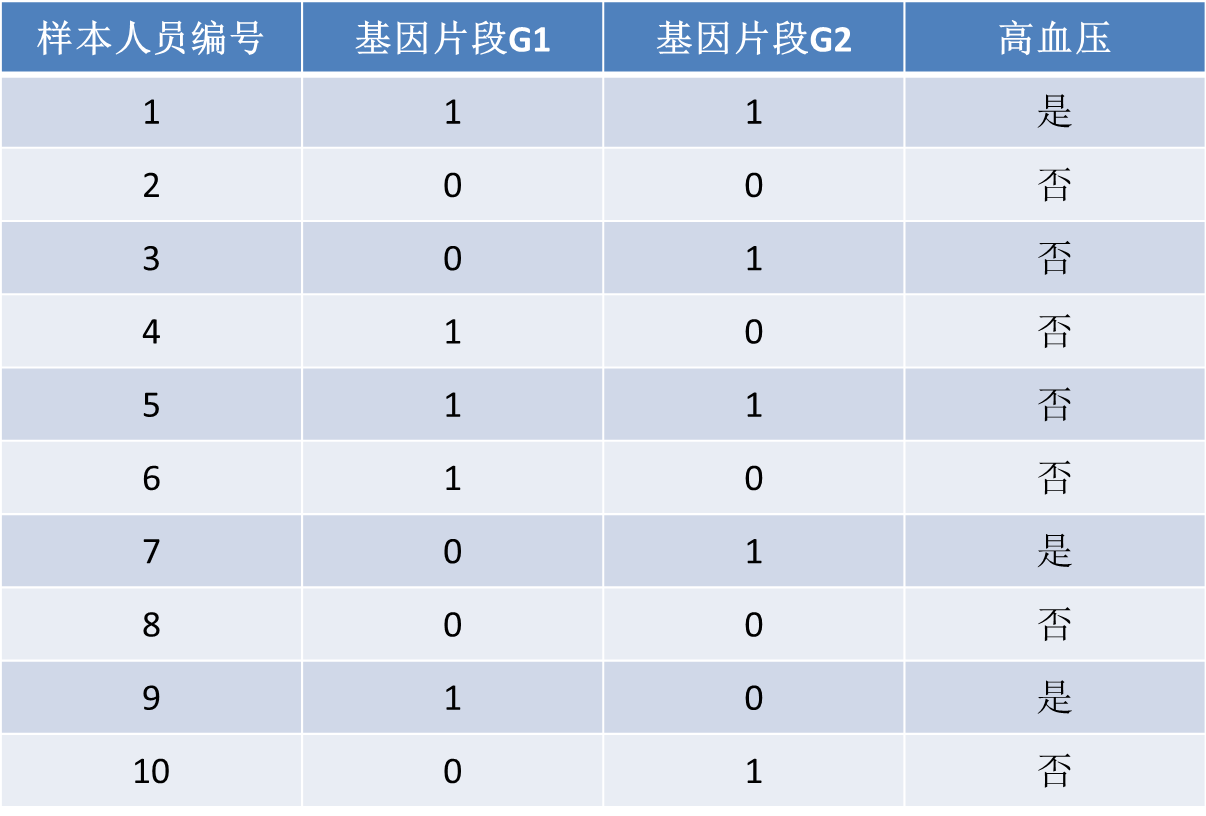 样本人员编号 基因片段G1 基因片段G2 高血压
1 1 1 是
2 0 0 否
3 0 1 否
4 1 0 否
5 1 1 否
6 1 0 否
7 0 1 是
8 0 0 否
9 1 0 是
10 0 1 否